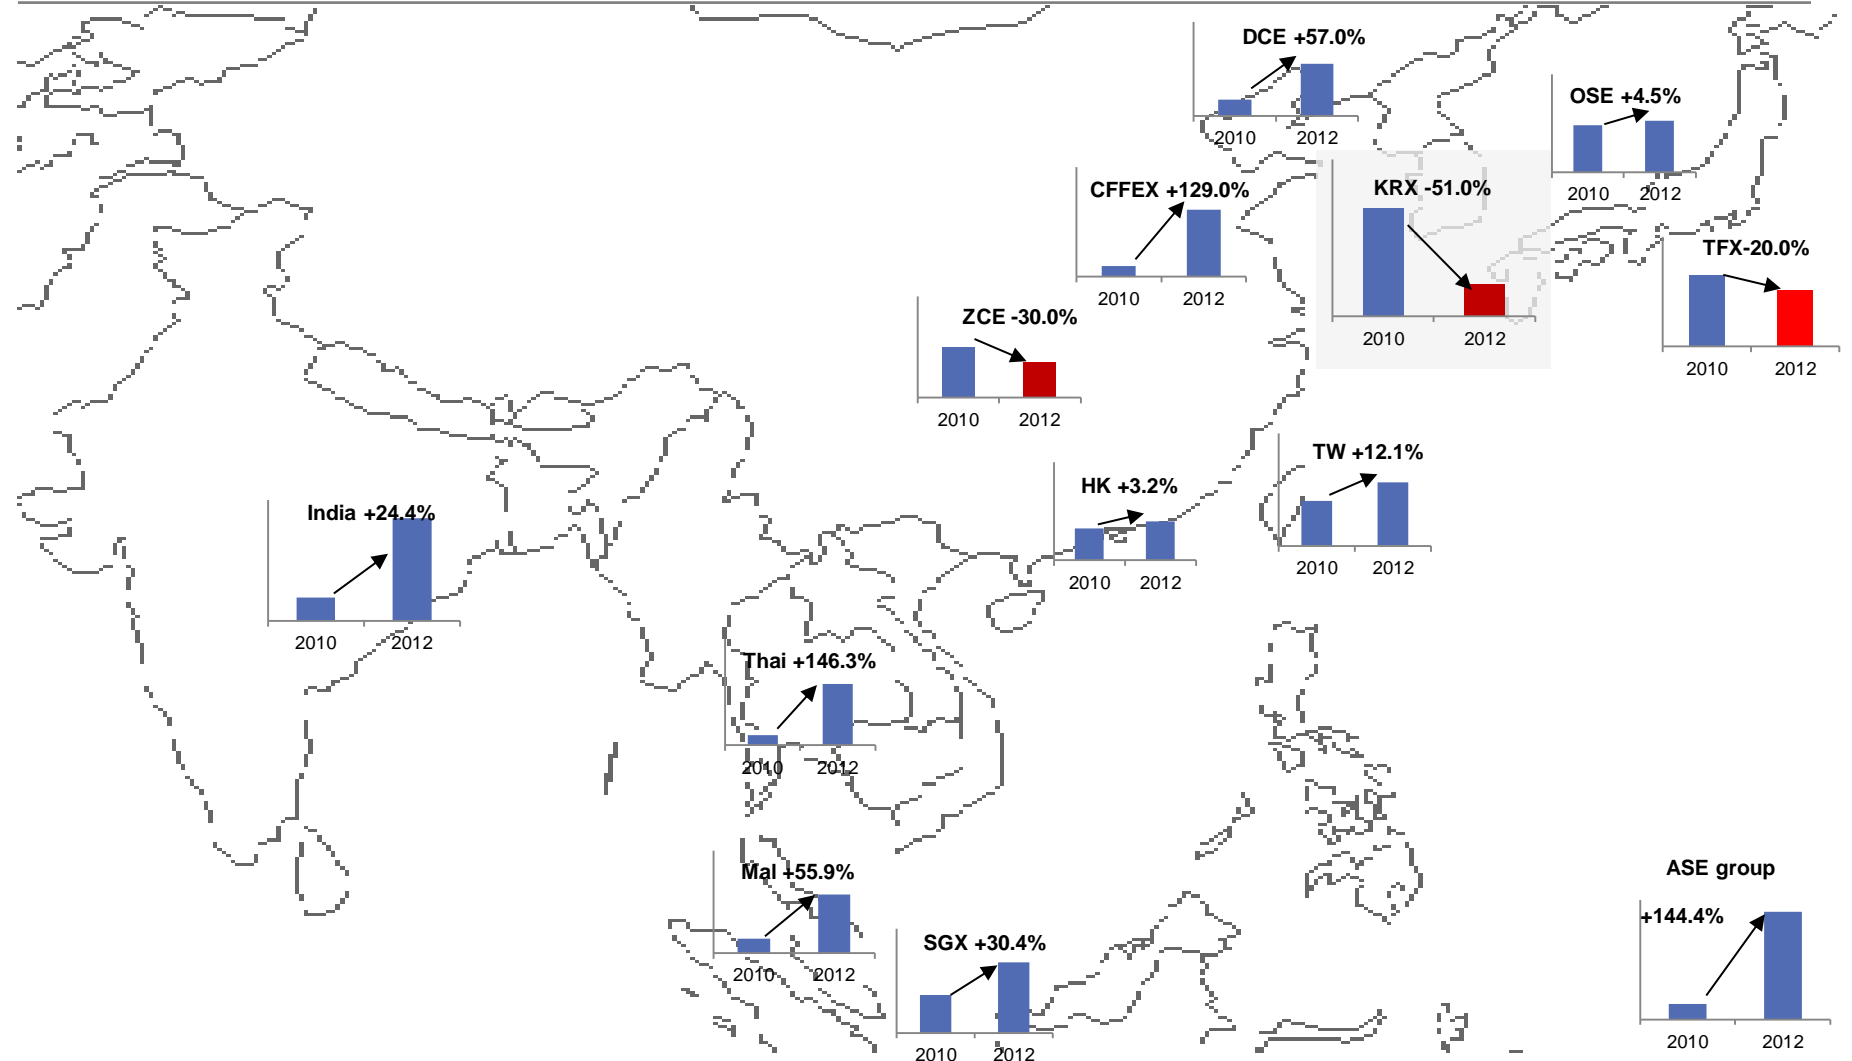 DCE +57.0%
2010 2012
OSE +4.5%
2010 2012
CFFEX +129.0%
2010 2012
KRX -51.0%
2010 2012
TFX-20.0%
2010 2012
ZCE -30.0%
2010 2012
TW +12.1%
2010 2012
HK +3.2%
2010 2012
India +24.4%
2010 2012
Thai +146.3%
2010 2012
Mal +55.9%
2010 2012
SGX +30.4%
2010 2012
ASE group
+144.4%
2010 2012